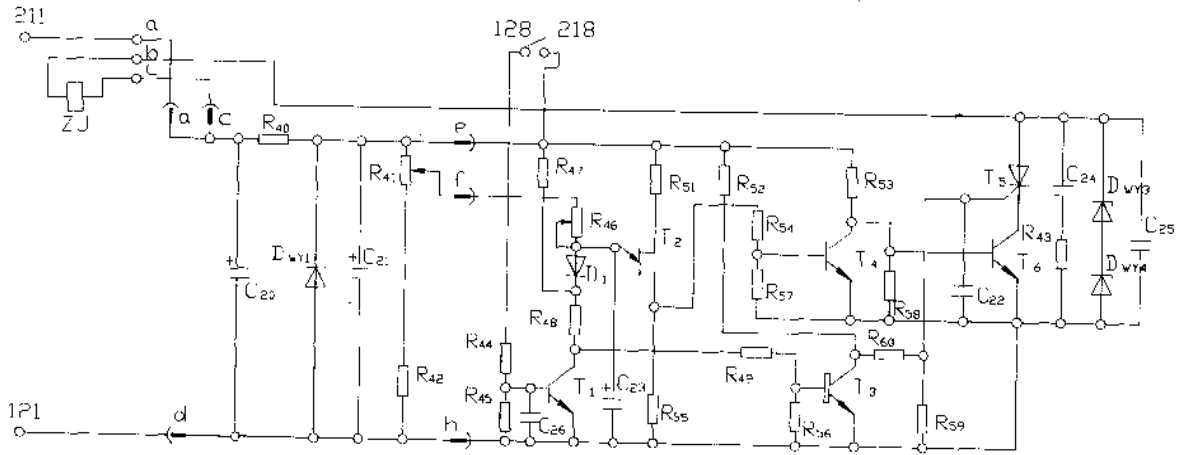 211
a
b
c
ZJ
a
c
R40
128 218
e
f
R41
R47
R46
R51
R52
R53
T5
C24
DWY3
C25
T2
R54
T4
R43
T6
DWY4
D1
R57
R58
C22
C20
DWY1
C21
R48
R60
R42
R44
R45
T1
C23
R49
T3
C26
R55
R56
R59
121
d
h